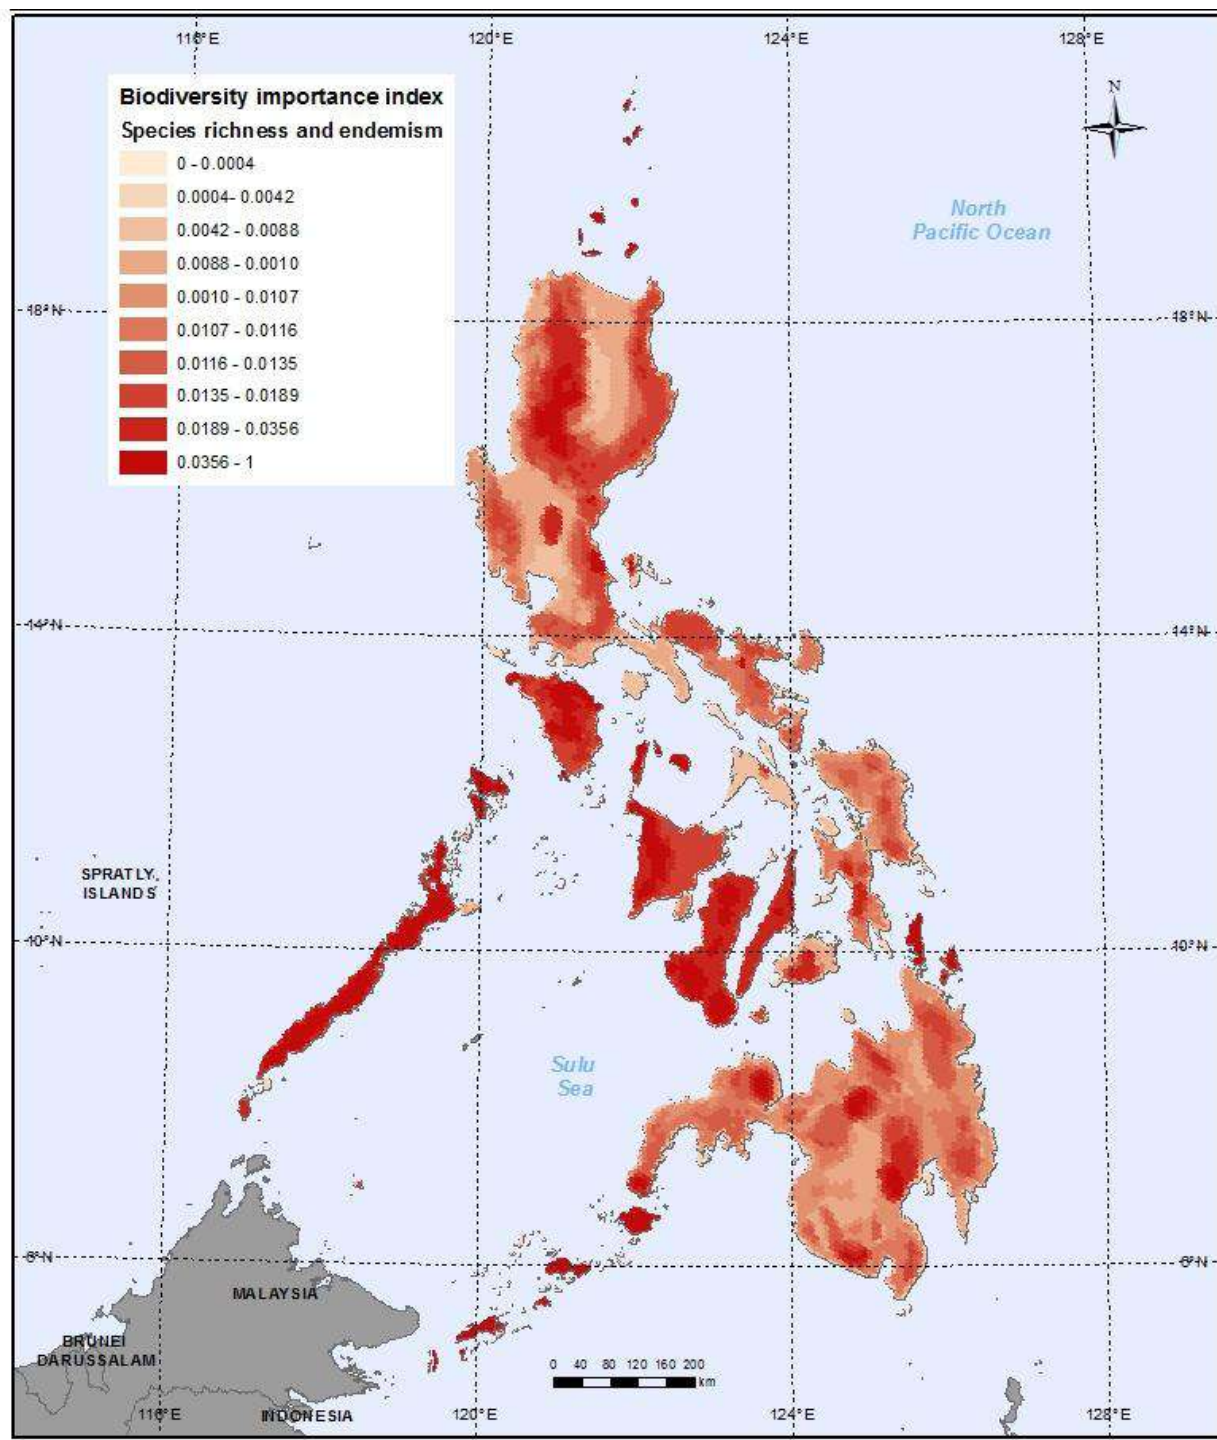 116°E 120°E 124°E 128°E
Biodiversity importance index
Species richness and endemism
0 - 0.0004
0.0004- 0.0042
0.0042 - 0.0088
0.0088 - 0.0010
0.0010 - 0.0107
0.0107 - 0.0116
0.0116 - 0.0135
0.0135 - 0.0189
0.0189 - 0.0356
0.0356 - 1
N
North
Pacific Ocean
18°N 18°N
14°N 14°N
SPRATLY
ISLANDS
10°N 10°N
Sulu
Sea
6°N 6°N
MALAYSIA
BRUNEI
DARUSSALAM
INDONESIA
0 40 80 120 160 200
km
116°E 120°E 124°E 128°E